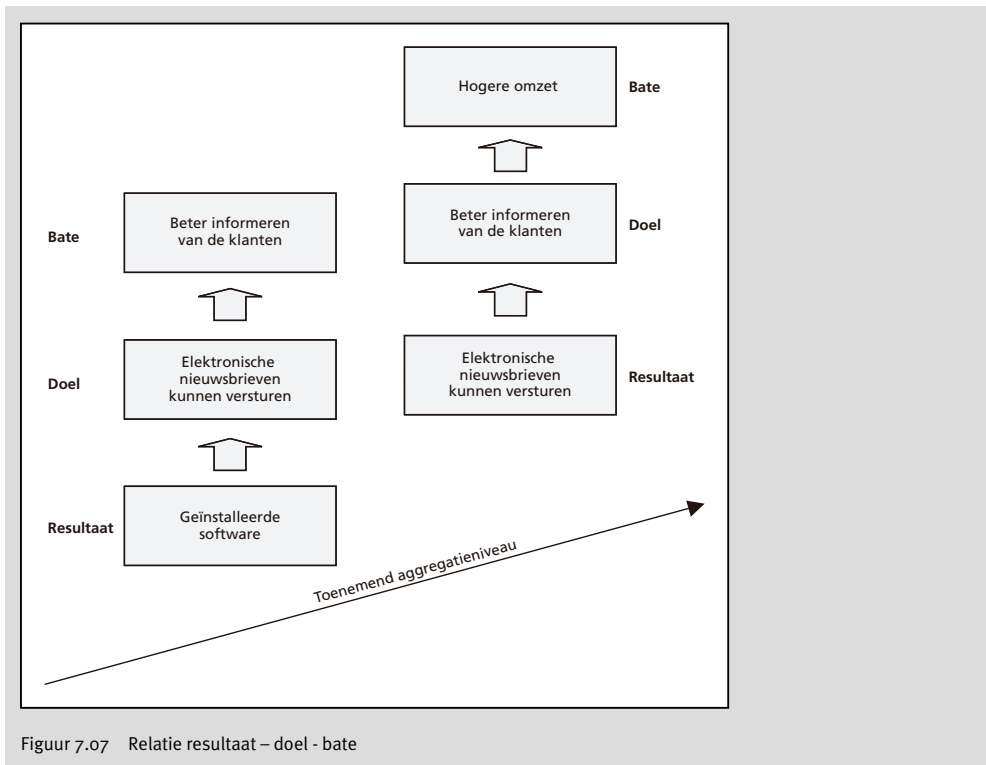 Hogere omzet
Bate
Beter informeren
van de klanten
Doel
Elektronische
nieuwsbrieven
kunnen versturen
Resultaat
Bate
Beter informeren
van de klanten
Doel
Elektronische
nieuwsbrieven
kunnen versturen
Resultaat
Geïnstalleerde
software
Toenemend aggregatieniveau
Figuur 7.07 Relatie resultaat – doel - bate